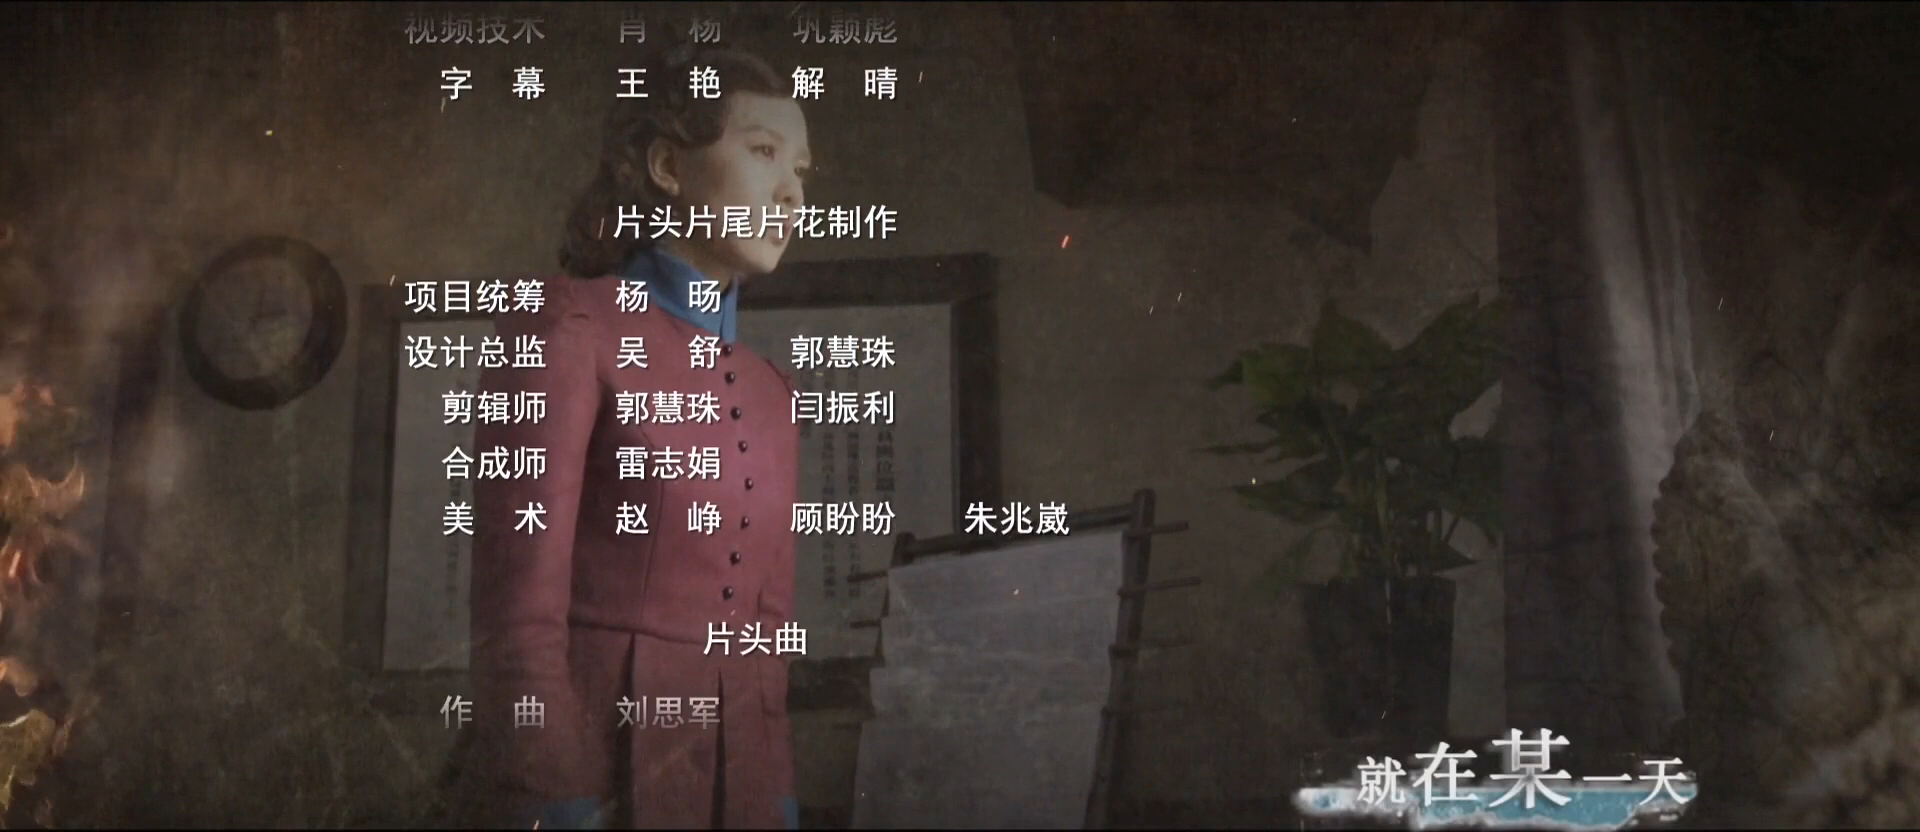 视频技术 肖 杨 巩颖彪
字 幕 王 艳 解 晴
片头片尾片花制作
项目统筹 杨 旸
设计总监 吴 舒 郭慧珠
剪辑师 郭慧珠 闫振利
合成师 雷志娟
美 术 赵 峥 顾盼盼 朱兆崴
片头曲
作 曲 刘思军
就在某一天